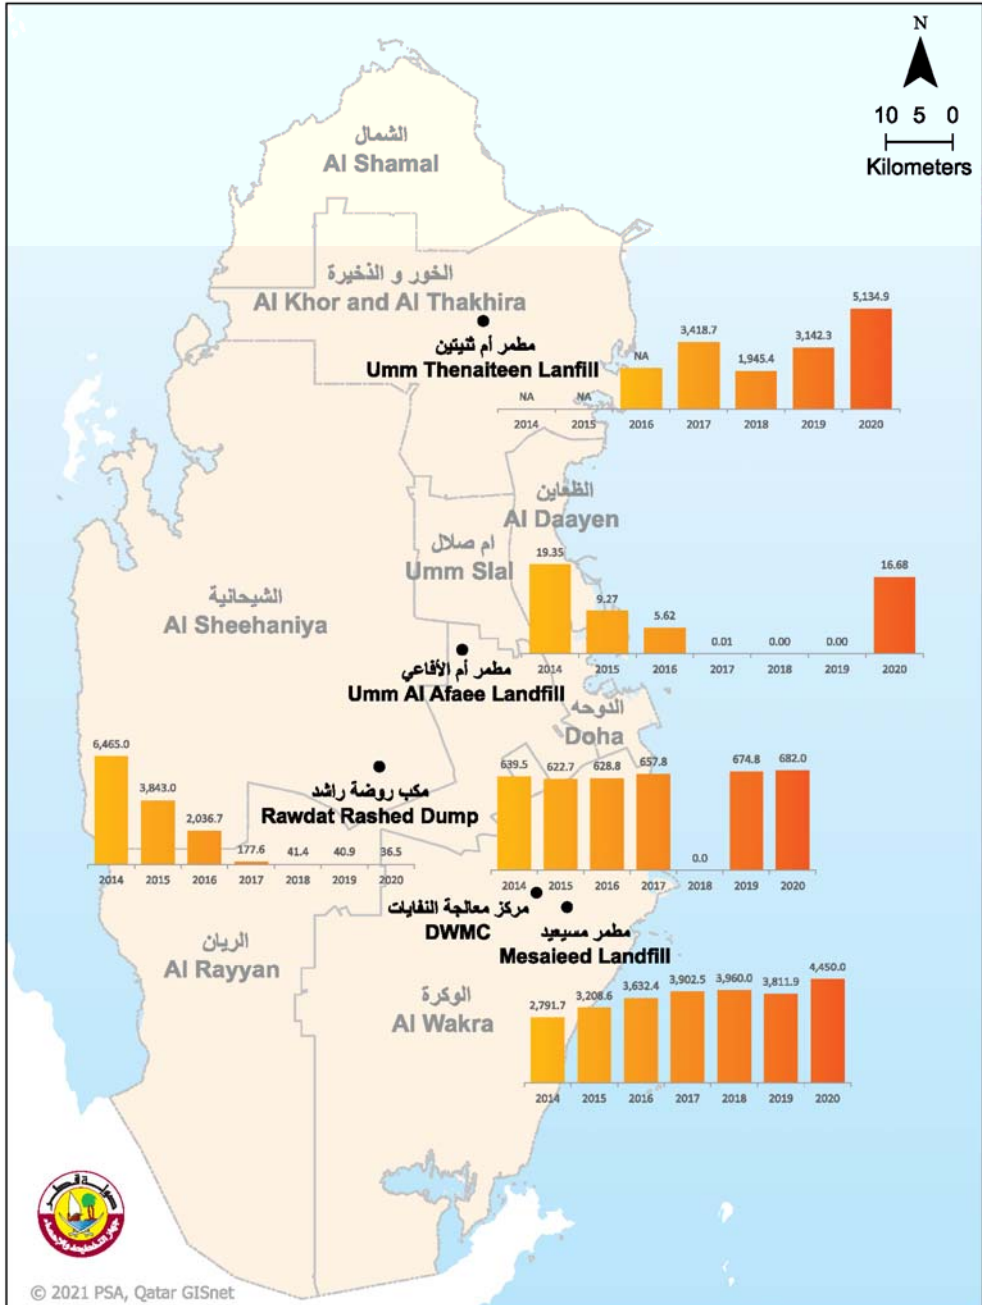 N
10 5 0
Kilometers
الشمال
Al Shamal
الخور و الذخيرة
Al Khor and Al Thakhira
مطمر أم ثنيتين
Umm Thenaiteen Lanfill
NA NA NA 3,418.7 1,945.4 3,142.3 5,134.9
2014 2015 2016 2017 2018 2019 2020
الظعاين
Al Daayen
ام صلال
Umm Slal
19.35 9.27 5.62 0.01 0.00 0.00 16.68
2014 2015 2016 2017 2018 2019 2020
الشيحانية
Al Sheehaniya
مطمر أم الأفاعي
Umm Al Afaee Landfill
الدوحه
Doha
6,465.0 3,843.0 2,036.7 177.6 41.4 40.9 36.5
2014 2015 2016 2017 2018 2019 2020
مكب روضة راشد
Rawdat Rashed Dump
639.5 622.7 628.8 657.8 0.0 674.8 682.0
2014 2015 2016 2017 2018 2019 2020
مركز معالجة النفايات
DWMC
مطمر مسيعيد
Mesaieed Landfill
الريان
Al Rayyan
الوكرة
Al Wakra
2,791.7 3,208.6 3,632.4 3,902.5 3,960.0 3,811.9 4,450.0
2014 2015 2016 2017 2018 2019 2020
دولة قطر
جهاز التخطيط والإحصاء
© 2021 PSA, Qatar GISnet